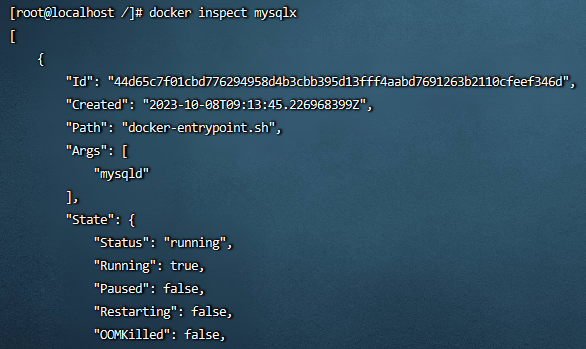 [root@localhost /]# docker inspect mysqlx
[
{
"Id": "44d65c7f01cbd776294958d4b3cbb395d13fff4aabd7691263b2110cfeef346d",
"Created": "2023-10-08T09:13:45.226968399Z",
"Path": "docker-entrypoint.sh",
"Args": [
"mysqld"
],
"State": {
"Status": "running",
"Running": true,
"Paused": false,
"Restarting": false,
"OOMKilled": false,